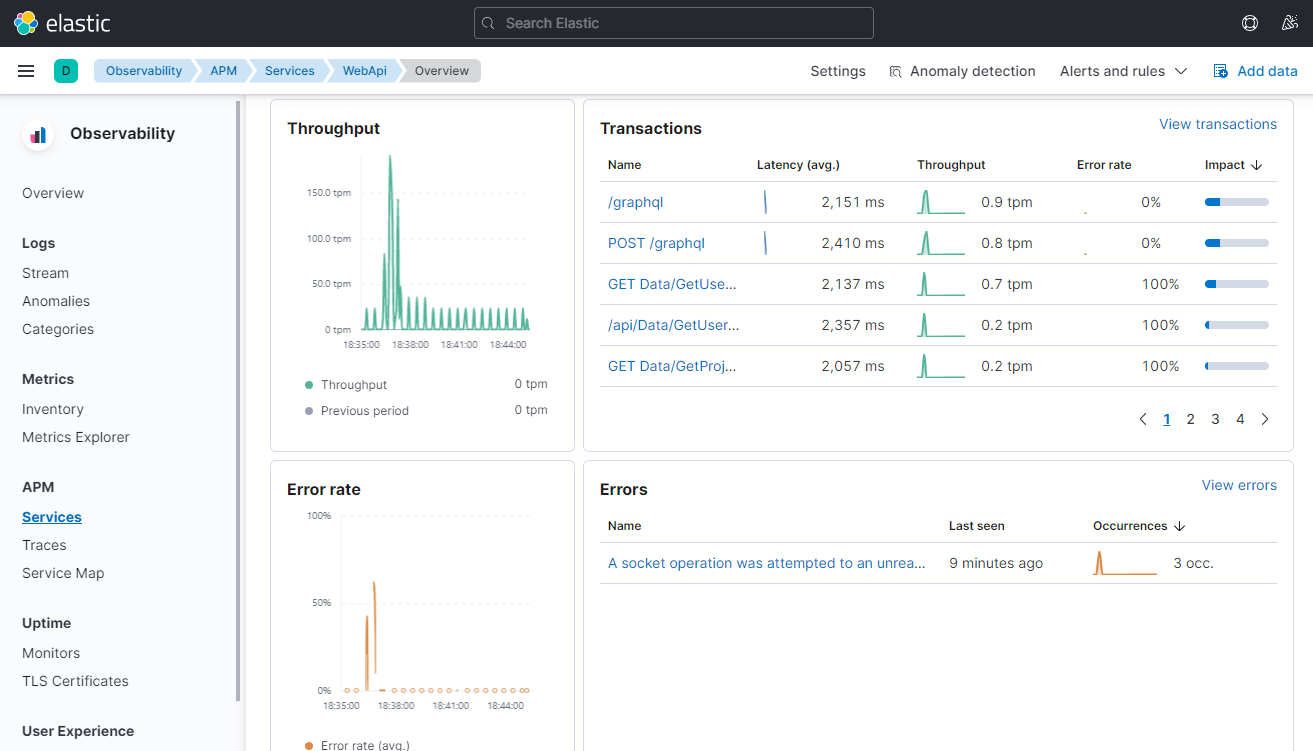 elastic
Search Elastic
D
Observability
APM
Services
WebApi
Overview
Settings
Anomaly detection
Alerts and rules
Add data
Observability
Overview
Logs
Stream
Anomalies
Categories
Metrics
Inventory
Metrics Explorer
APM
Services
Traces
Service Map
Uptime
Monitors
TLS Certificates
User Experience
Throughput
150.0 tpm
100.0 tpm
50.0 tpm
0 tpm
18:35:00 18:38:00 18:41:00 18:44:00
Throughput 0 tpm
Previous period 0 tpm
Transactions
View transactions
Name Latency (avg.) Throughput Error rate Impact
/graphql 2,151 ms 0.9 tpm 0%
POST /graphql 2,410 ms 0.8 tpm 0%
GET Data/GetUse... 2,137 ms 0.7 tpm 100%
/api/Data/GetUser... 2,357 ms 0.2 tpm 100%
GET Data/GetProj... 2,057 ms 0.2 tpm 100%
1 2 3 4
Error rate
100%
50%
0%
18:35:00 18:38:00 18:41:00 18:44:00
Error rate (avg.)
Errors
View errors
Name Last seen Occurrences
A socket operation was attempted to an unrea... 9 minutes ago 3 occ.